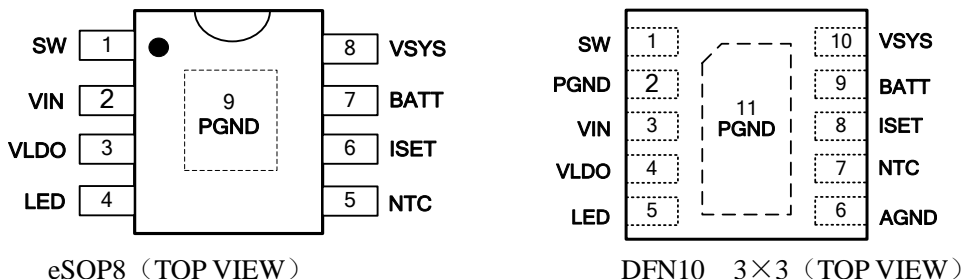 SW 1 8 VSYS
VIN 2 9 7 BATT
PGND
VLDO 3 6 ISET
LED 4 5 NTC
eSOP8（TOP VIEW）
SW 1 10 VSYS
PGND 2 9 BATT
11
VIN 3 PGND 8 ISET
VLDO 4 7 NTC
LED 5 6 AGND
DFN10 3×3（TOP VIEW）